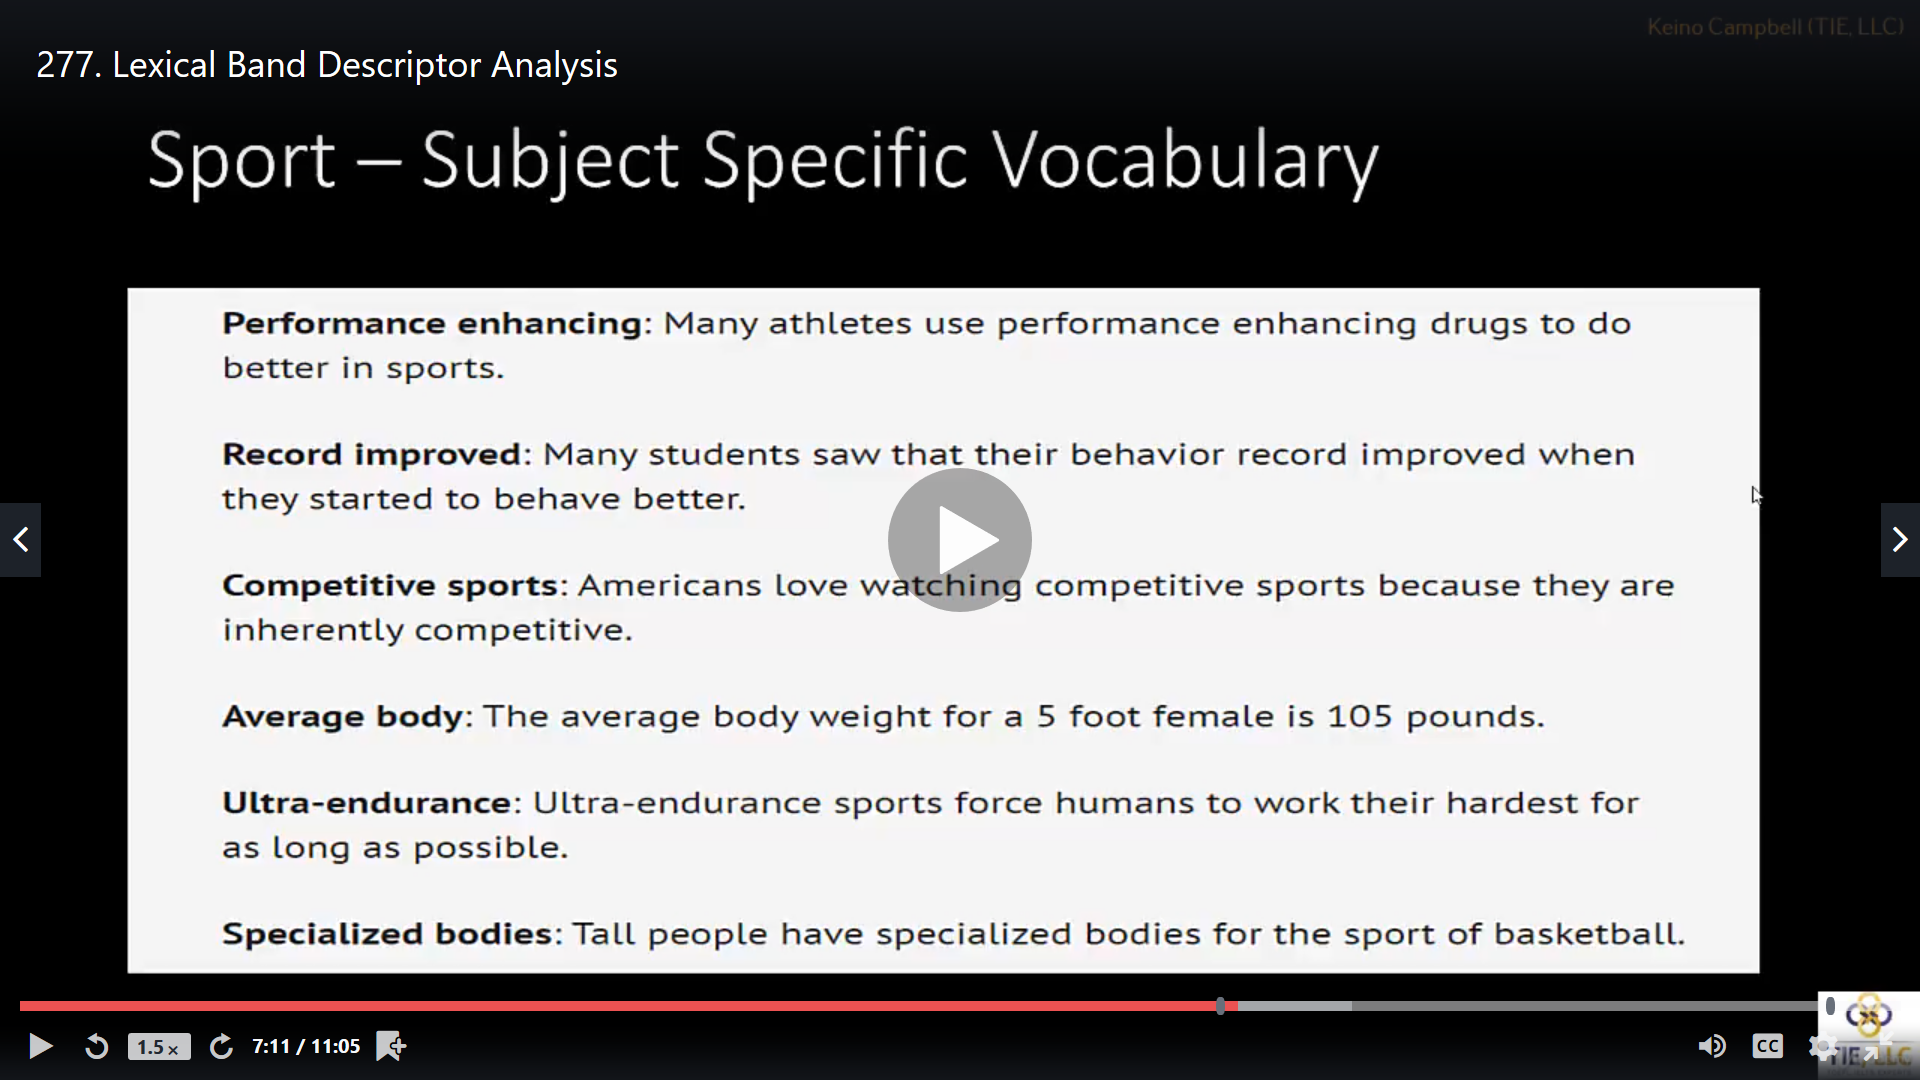 Keino Campbell (TIE, LLC)
277. Lexical Band Descriptor Analysis
Sport – Subject Specific Vocabulary
Performance enhancing: Many athletes use performance enhancing drugs to do
better in sports.
Record improved: Many students saw that their behavior record improved when
they started to behave better.
Competitive sports: Americans love watching competitive sports because they are
inherently competitive.
Average body: The average body weight for a 5 foot female is 105 pounds.
Ultra-endurance: Ultra-endurance sports force humans to work their hardest for
as long as possible.
Specialized bodies: Tall people have specialized bodies for the sport of basketball.
1.5 x
7:11 / 11:05
CC
TIE, LLC